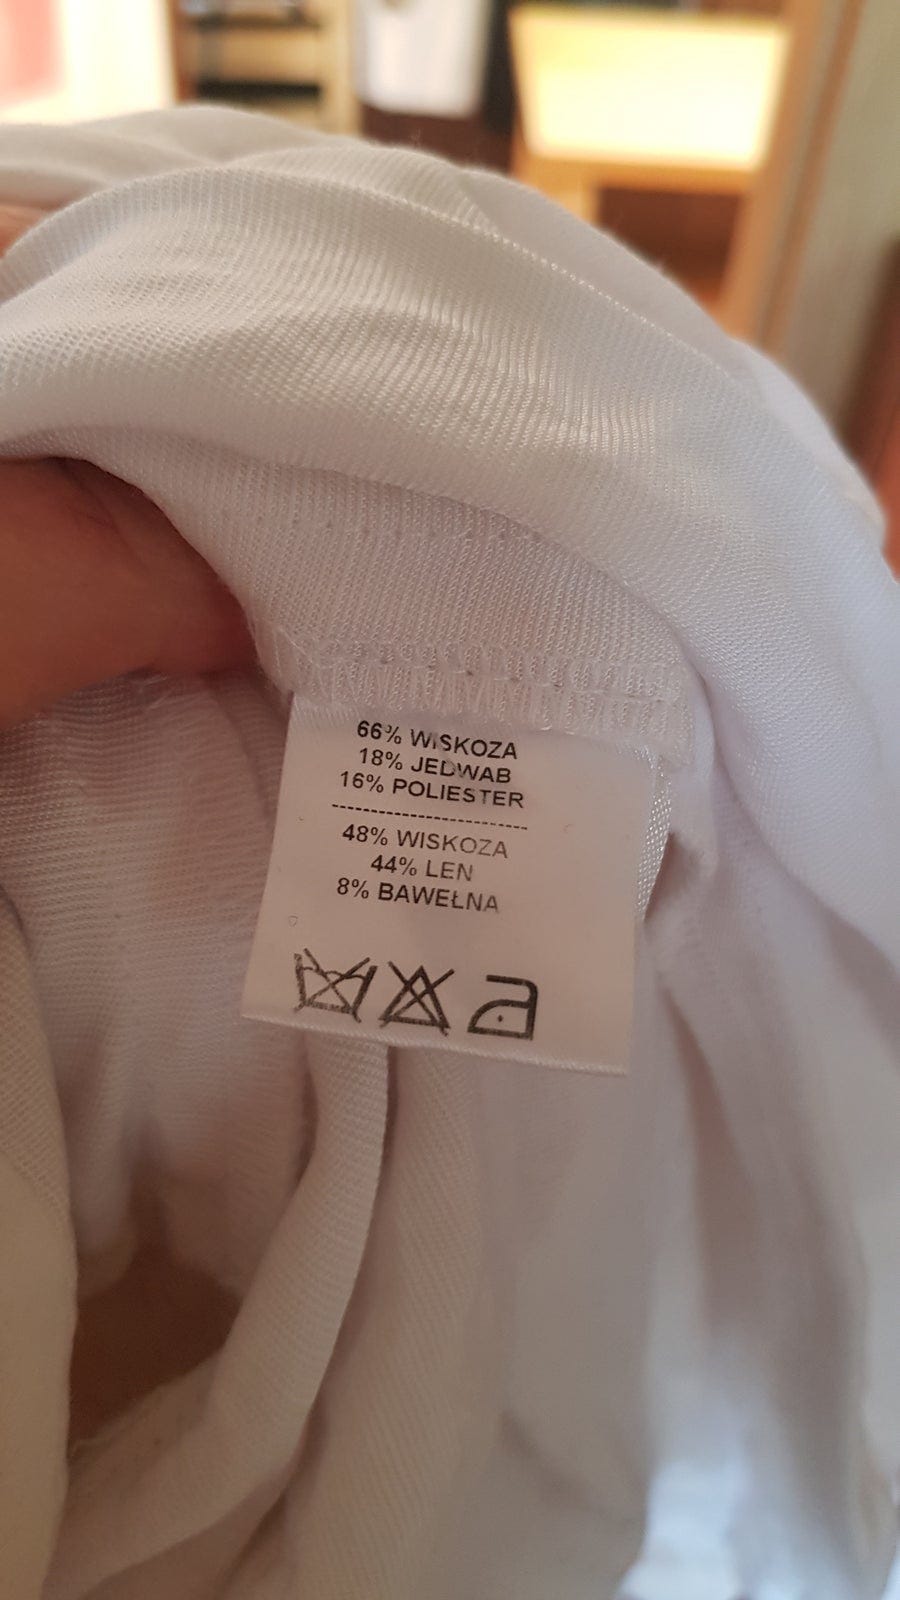 66% WISKOZA
18% JEDWAB
16% POLIESTER
--------------------------
48% WISKOZA
44% LEN
8% BAWEŁNA